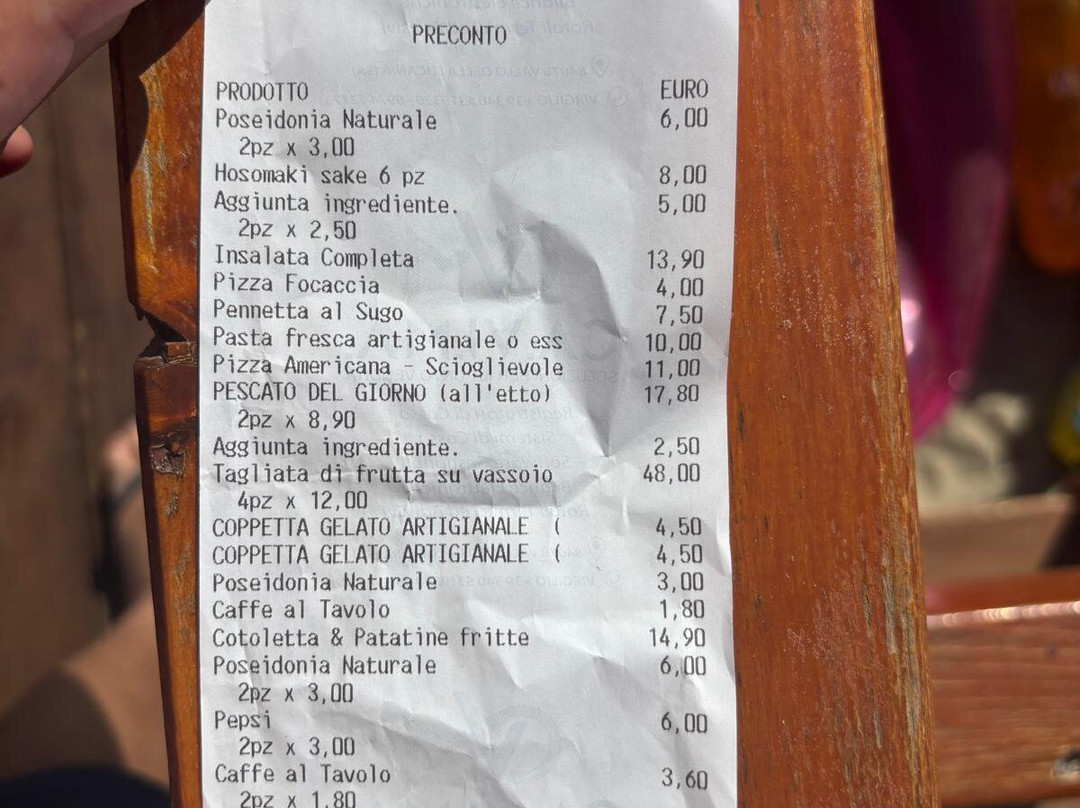 PRECONTO
PRODOTTO EURO
Poseidonia Naturale 6,00
2pz x 3,00
Hosomaki sake 6 pz 8,00
Aggiunta ingrediente. 5,00
2pz x 2,50
Insalata Completa 13,90
Pizza Focaccia 4,00
Pennetta al Sugo 7,50
Pasta fresca artigianale o ess 10,00
Pizza Americana - Scioglievole 11,00
PESCATO DEL GIORNO (all'etto) 17,80
2pz x 8,90
Aggiunta ingrediente. 2,50
Tagliata di frutta su vassoio 48,00
4pz x 12,00
COPPETTA GELATO ARTIGIANALE ( 4,50
COPPETTA GELATO ARTIGIANALE ( 4,50
Poseidonia Naturale 3,00
Caffe al Tavolo 1,80
Cotoletta & Patatine fritte 14,90
Poseidonia Naturale 6,00
2pz x 3,00
Pepsi 6,00
2pz x 3,00
Caffe al Tavolo 3,60
2pz x 1,80